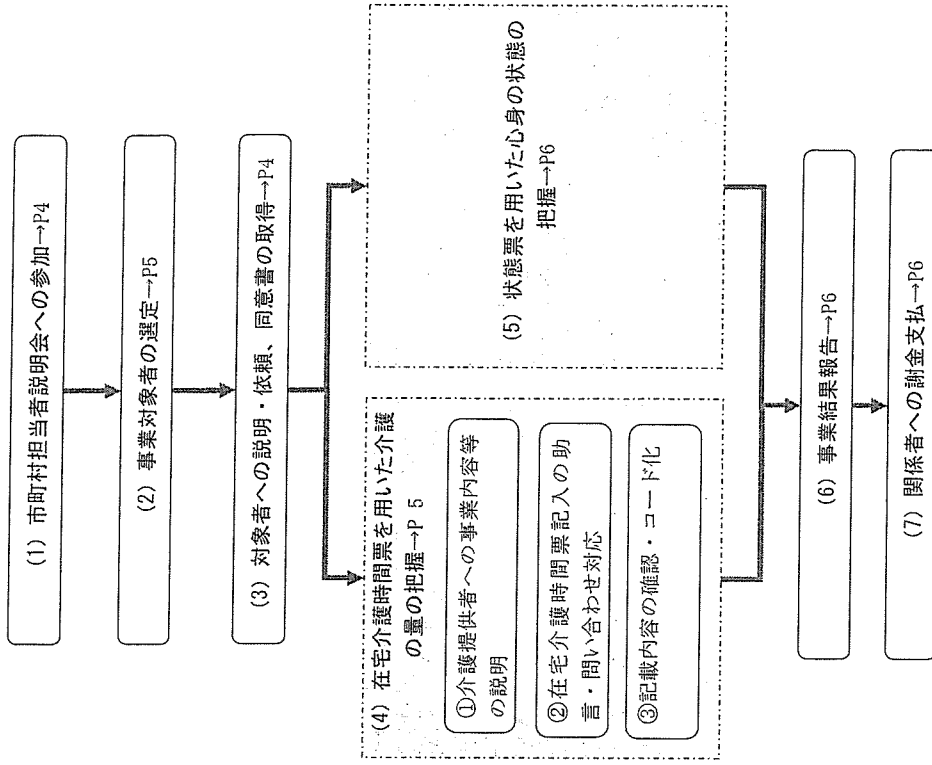 (1) 市町村担当者説明会への参加→P4
(2) 事業対象者の選定→P5
(3) 対象者への説明・依頼、同意書の取得→P4
(4) 在宅介護時間票を用いた介護
の量の把握→P 5
①介護提供者への事業内容等
の説明
②在宅介護時間票記入の助
言・問い合わせ対応
③記載内容の確認・コード化
(5) 状態票を用いた心身の状態の
把握→P6
(6) 事業結果報告→P6
(7) 関係者への謝金支払→P6